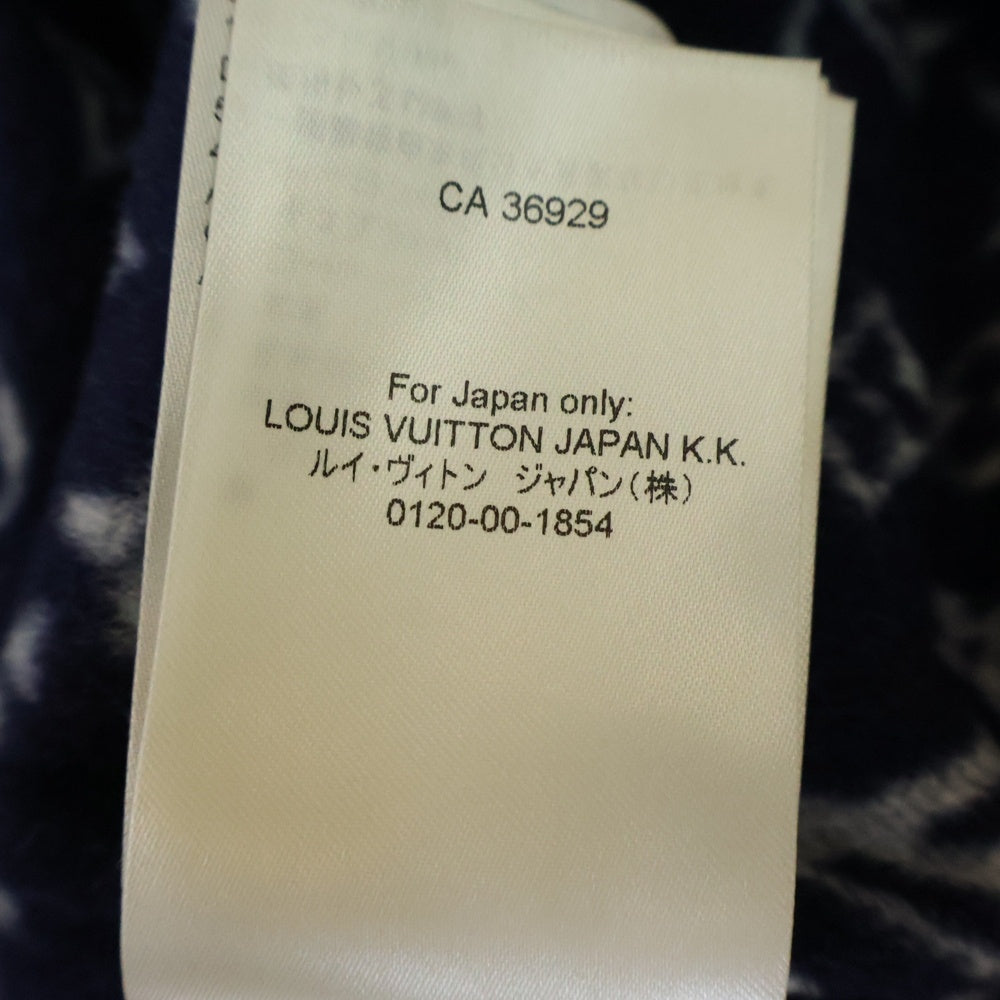 CA 36929
For Japan only:
LOUIS VUITTON JAPAN K.K.
ルイ・ヴィトン　ジャパン(株)
0120-00-1854